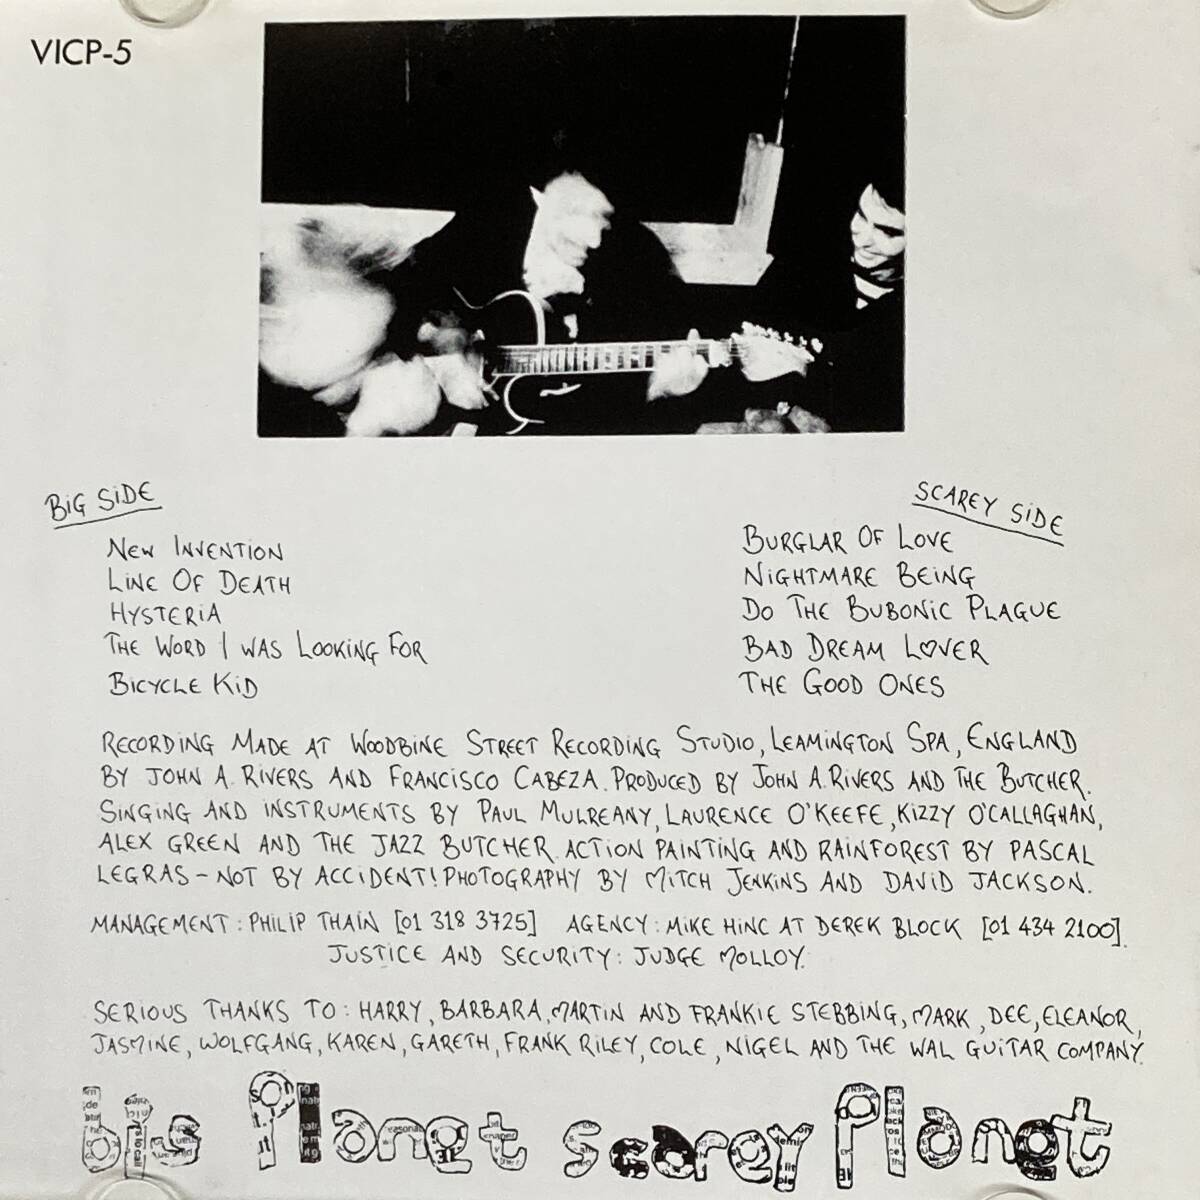 VICP-5
BIG SIDE
NEW INVENTION
LINE OF DEATH
HYSTERIA
THE WORD I WAS LOOKING FOR
BICYCLE KID
SCAREY SIDE
BURGLAR OF LOVE
NIGHTMARE BEING
DO THE BUBONIC PLAGUE
BAD DREAM L♡VER
THE GOOD ONES
RECORDING MADE AT WOODBINE STREET RECORDING STUDIO, LEAMINGTON SPA, ENGLAND
BY JOHN A. RIVERS AND FRANCISCO CABEZA. PRODUCED BY JOHN A. RIVERS AND THE BUTCHER.
SINGING AND INSTRUMENTS BY PAUL MULREANY, LAURENCE O'KEEFE, KIZZY O'CALLAGHAN,
ALEX GREEN AND THE JAZZ BUTCHER. ACTION PAINTING AND RAINFOREST BY PASCAL
LEGRAS – NOT BY ACCIDENT! PHOTOGRAPHY BY MITCH JENKINS AND DAVID JACKSON.
MANAGEMENT: PHILIP THAIN [01 318 3725] AGENCY: MIKE HINC AT DEREK BLOCK [01 434 2100].
JUSTICE AND SECURITY: JUDGE MOLLOY.
SERIOUS THANKS TO: HARRY, BARBARA, MARTIN AND FRANKIE STEBBING, MARK, DEE, ELEANOR,
JASMINE, WOLFGANG, KAREN, GARETH, FRANK RILEY, COLE, NIGEL AND THE WAL GUITAR COMPANY.
big Planet scarey Planet